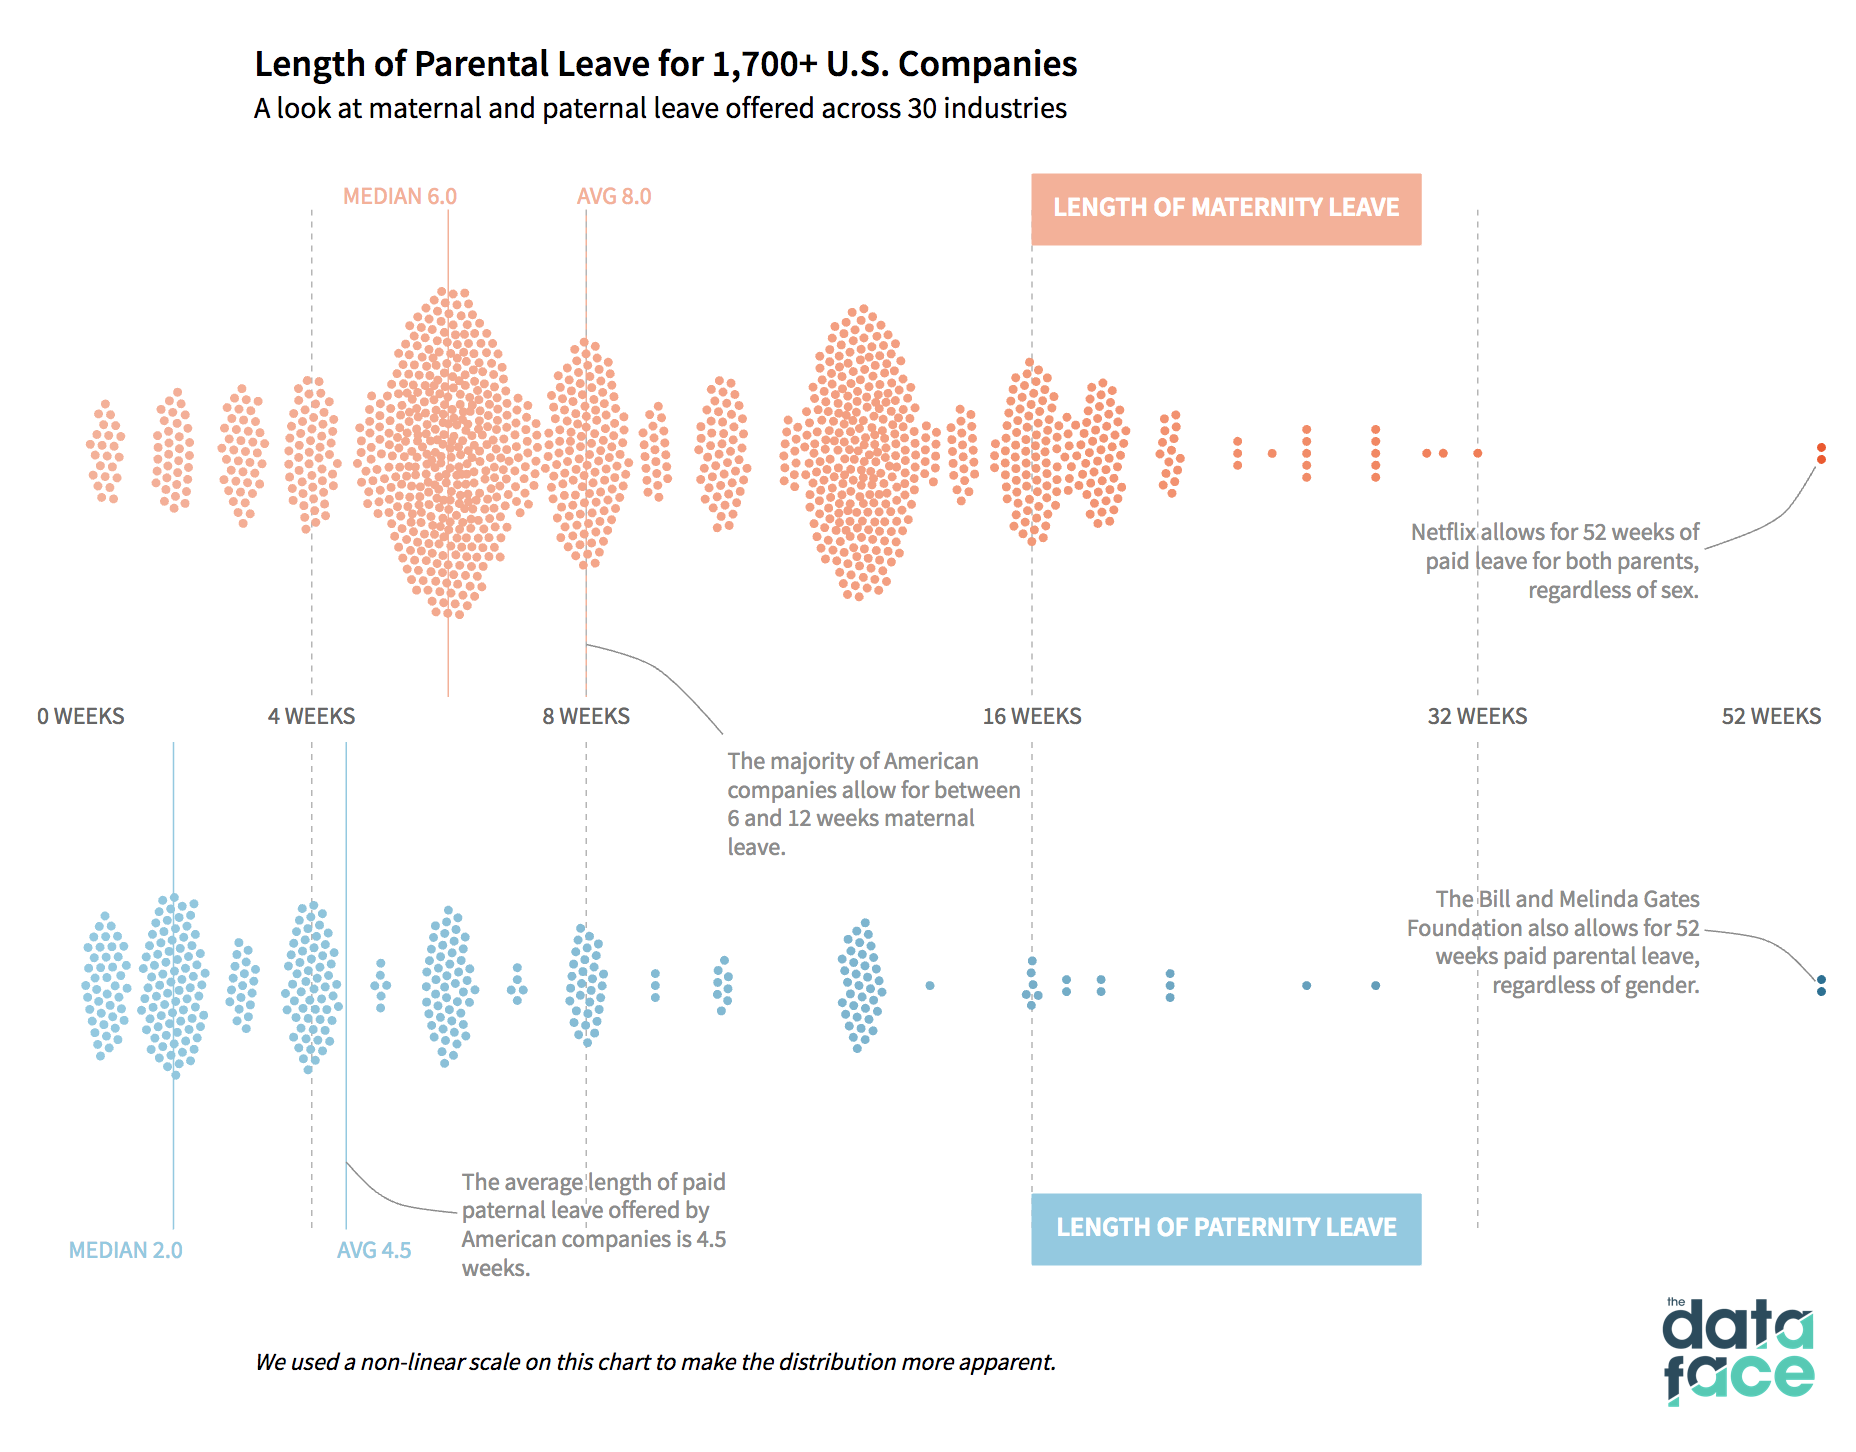 Length of Parental Leave for 1,700+ U.S. Companies
A look at maternal and paternal leave offered across 30 industries
MEDIAN 6.0
AVG 8.0
LENGTH OF MATERNITY LEAVE
Netflix allows for 52 weeks of
paid leave for both parents,
regardless of sex.
0 WEEKS
4 WEEKS
8 WEEKS
16 WEEKS
32 WEEKS
52 WEEKS
The majority of American
companies allow for between
6 and 12 weeks maternal
leave.
The Bill and Melinda Gates
Foundation also allows for 52
weeks paid parental leave,
regardless of gender.
The average length of paid
paternal leave offered by
American companies is 4.5
weeks.
MEDIAN 2.0
AVG 4.5
LENGTH OF PATERNITY LEAVE
We used a non-linear scale on this chart to make the distribution more apparent.
the
data
face